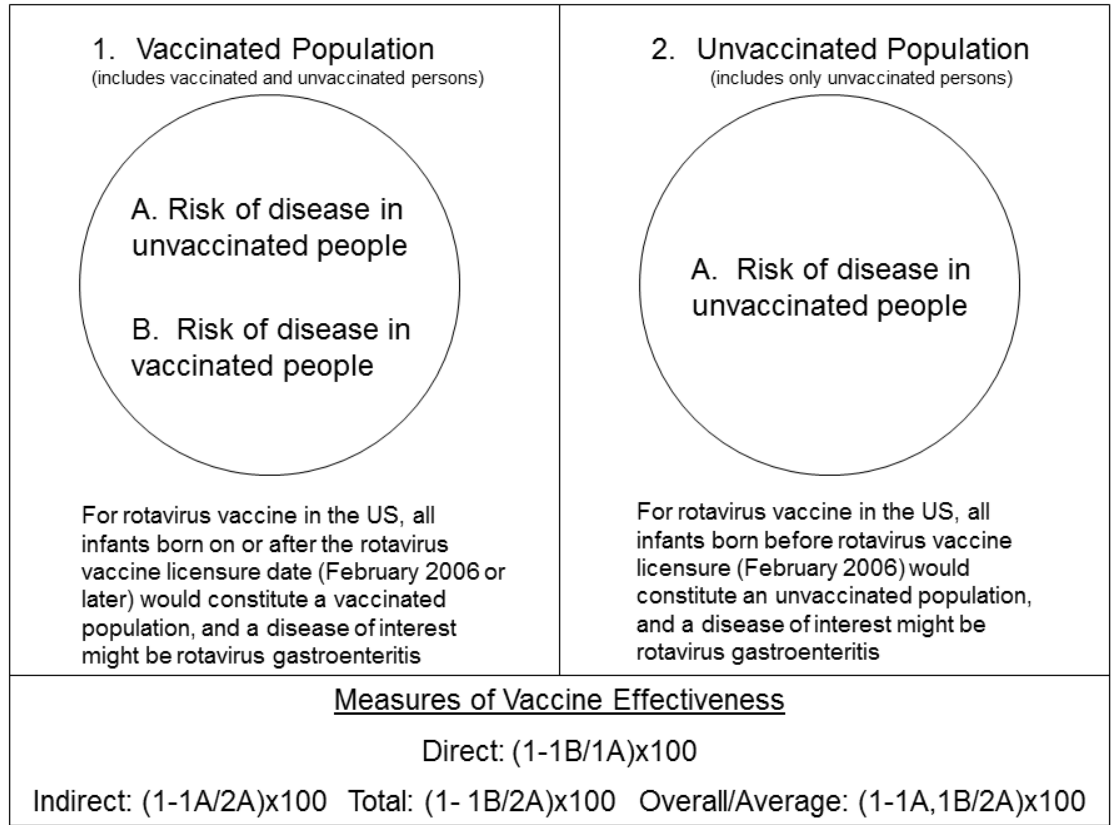 1. Vaccinated Population
(includes vaccinated and unvaccinated persons)
A. Risk of disease in
unvaccinated people
B. Risk of disease in
vaccinated people
For rotavirus vaccine in the US, all
infants born on or after the rotavirus
vaccine licensure date (February 2006 or
later) would constitute a vaccinated
population, and a disease of interest
might be rotavirus gastroenteritis
2. Unvaccinated Population
(includes only unvaccinated persons)
A. Risk of disease in
unvaccinated people
For rotavirus vaccine in the US, all
infants born before rotavirus vaccine
licensure (February 2006) would
constitute an unvaccinated population,
and a disease of interest might be
rotavirus gastroenteritis
Measures of Vaccine Effectiveness
Direct: (1-1B/1A)x100
Indirect: (1-1A/2A)x100 Total: (1- 1B/2A)x100 Overall/Average: (1-1A,1B/2A)x100